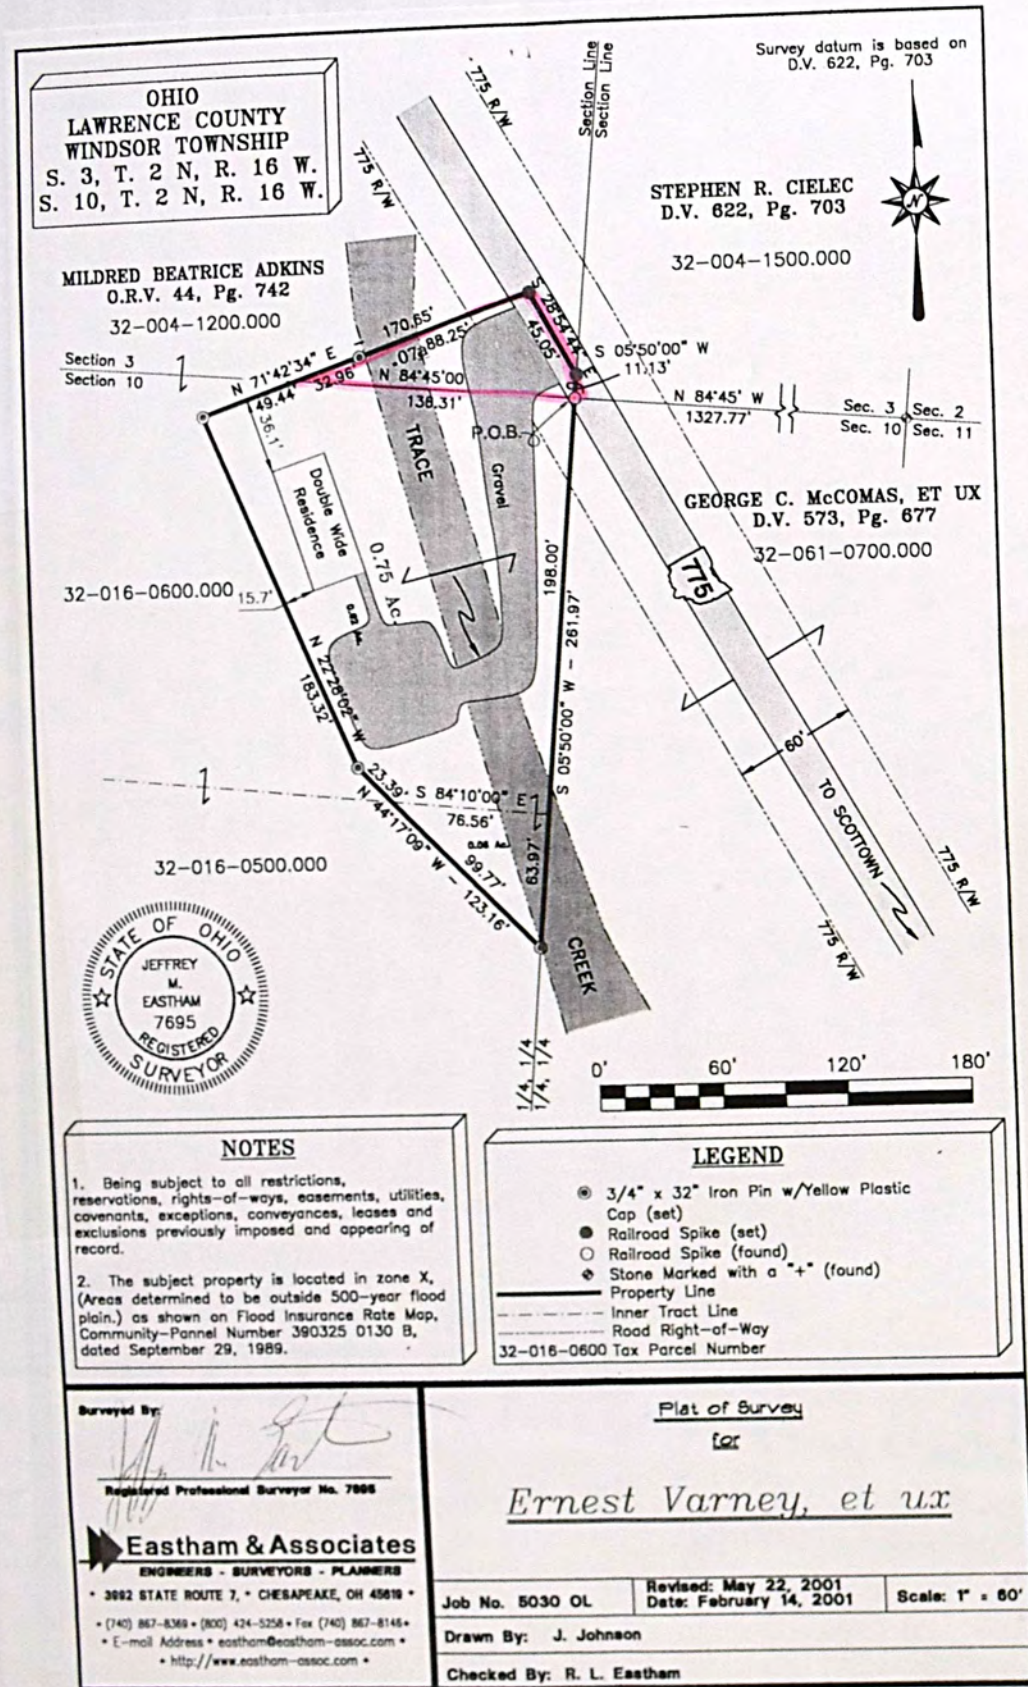 Survey datum is based on
D.V. 622, Pg. 703
OHIO
LAWRENCE COUNTY
WINDSOR TOWNSHIP
S. 3, T. 2 N, R. 16 W.
S. 10, T. 2 N, R. 16 W.
Section Line
Section Line
775 R/W
775 R/W
N
STEPHEN R. CIELEC
D.V. 622, Pg. 703
32-004-1500.000
MILDRED BEATRICE ADKINS
O.R.V. 44, Pg. 742
32-004-1200.000
Section 3
Section 10
N 71°42'34" E
170.65'
88.25'
32.96'
49.44'
N 84°45'00
138.31'
S 28°54'44" E
45.05'
S 05°50'00" W
11.13'
N 84°45' W
1327.77'
Sec. 3 Sec. 2
Sec. 10 Sec. 11
P.O.B.
36.1'
TRACE
Gravel
Double Wide
Residence
GEORGE C. McCOMAS, ET UX
D.V. 573, Pg. 677
32-061-0700.000
775
32-016-0600.000
15.7'
0.75 Ac.
198.00'
S 05°50'00" W - 261.97'
N 22°28'02" W
183.32'
60'
23.39'
S 84°10'00" E
76.56'
N 44°17'09" W - 123.16'
99.77'
63.97'
TO SCOTTOWN
775 R/W
775 R/W
32-016-0500.000
CREEK
STATE OF OHIO
JEFFREY
M.
EASTHAM
7695
REGISTERED
SURVEYOR
1/4, 1/4
1/4, 1/4
0' 60' 120' 180'
NOTES
1. Being subject to all restrictions,
reservations, rights-of-ways, easements, utilities,
covenants, exceptions, conveyances, leases and
exclusions previously imposed and appearing of
record.
2. The subject property is located in zone X,
(Areas determined to be outside 500-year flood
plain.) as shown on Flood Insurance Rate Map,
Community-Pannel Number 390325 0130 B,
dated September 29, 1989.
LEGEND
3/4" x 32" Iron Pin w/Yellow Plastic
Cap (set)
Railroad Spike (set)
Railroad Spike (found)
Stone Marked with a "+" (found)
Property Line
Inner Tract Line
Road Right-of-Way
32-016-0600 Tax Parcel Number
Surveyed By:
Registered Professional Surveyor No. 7695
Eastham & Associates
ENGINEERS - SURVEYORS - PLANNERS
• STATE ROUTE 7, • CHESAPEAKE, OH •
• (740) 867-8369 • (800) 424-5258 • Fax (740) 867-8146 •
• E-mail Address • eastham@eastham-assoc.com •
• http://www.eastham-assoc.com •
Plat of Survey
for
Ernest Varney, et ux
Job No. 5030 OL
Revised: May 22, 2001
Date: February 14, 2001
Scale: 1" = 60'
Drawn By: J. Johnson
Checked By: R. L. Eastham